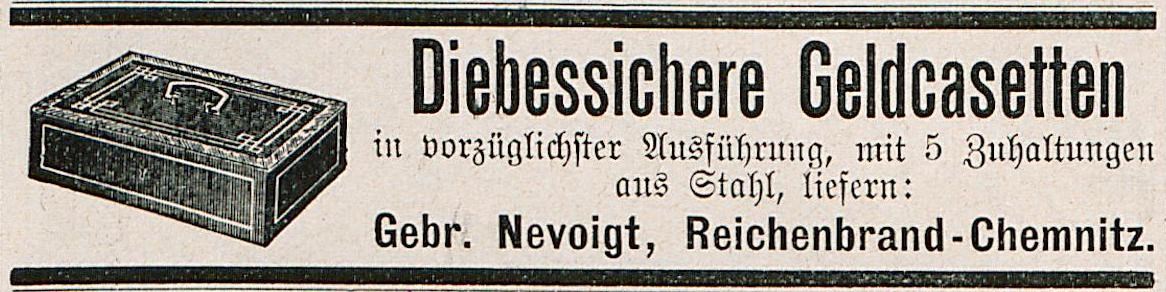 Diebessichere Geldcasetten
in vorzüglichster Ausführung, mit 5 Zuhaltungen
aus Stahl, liefern:
Gebr. Nevoigt, Reichenbrand-Chemnitz.